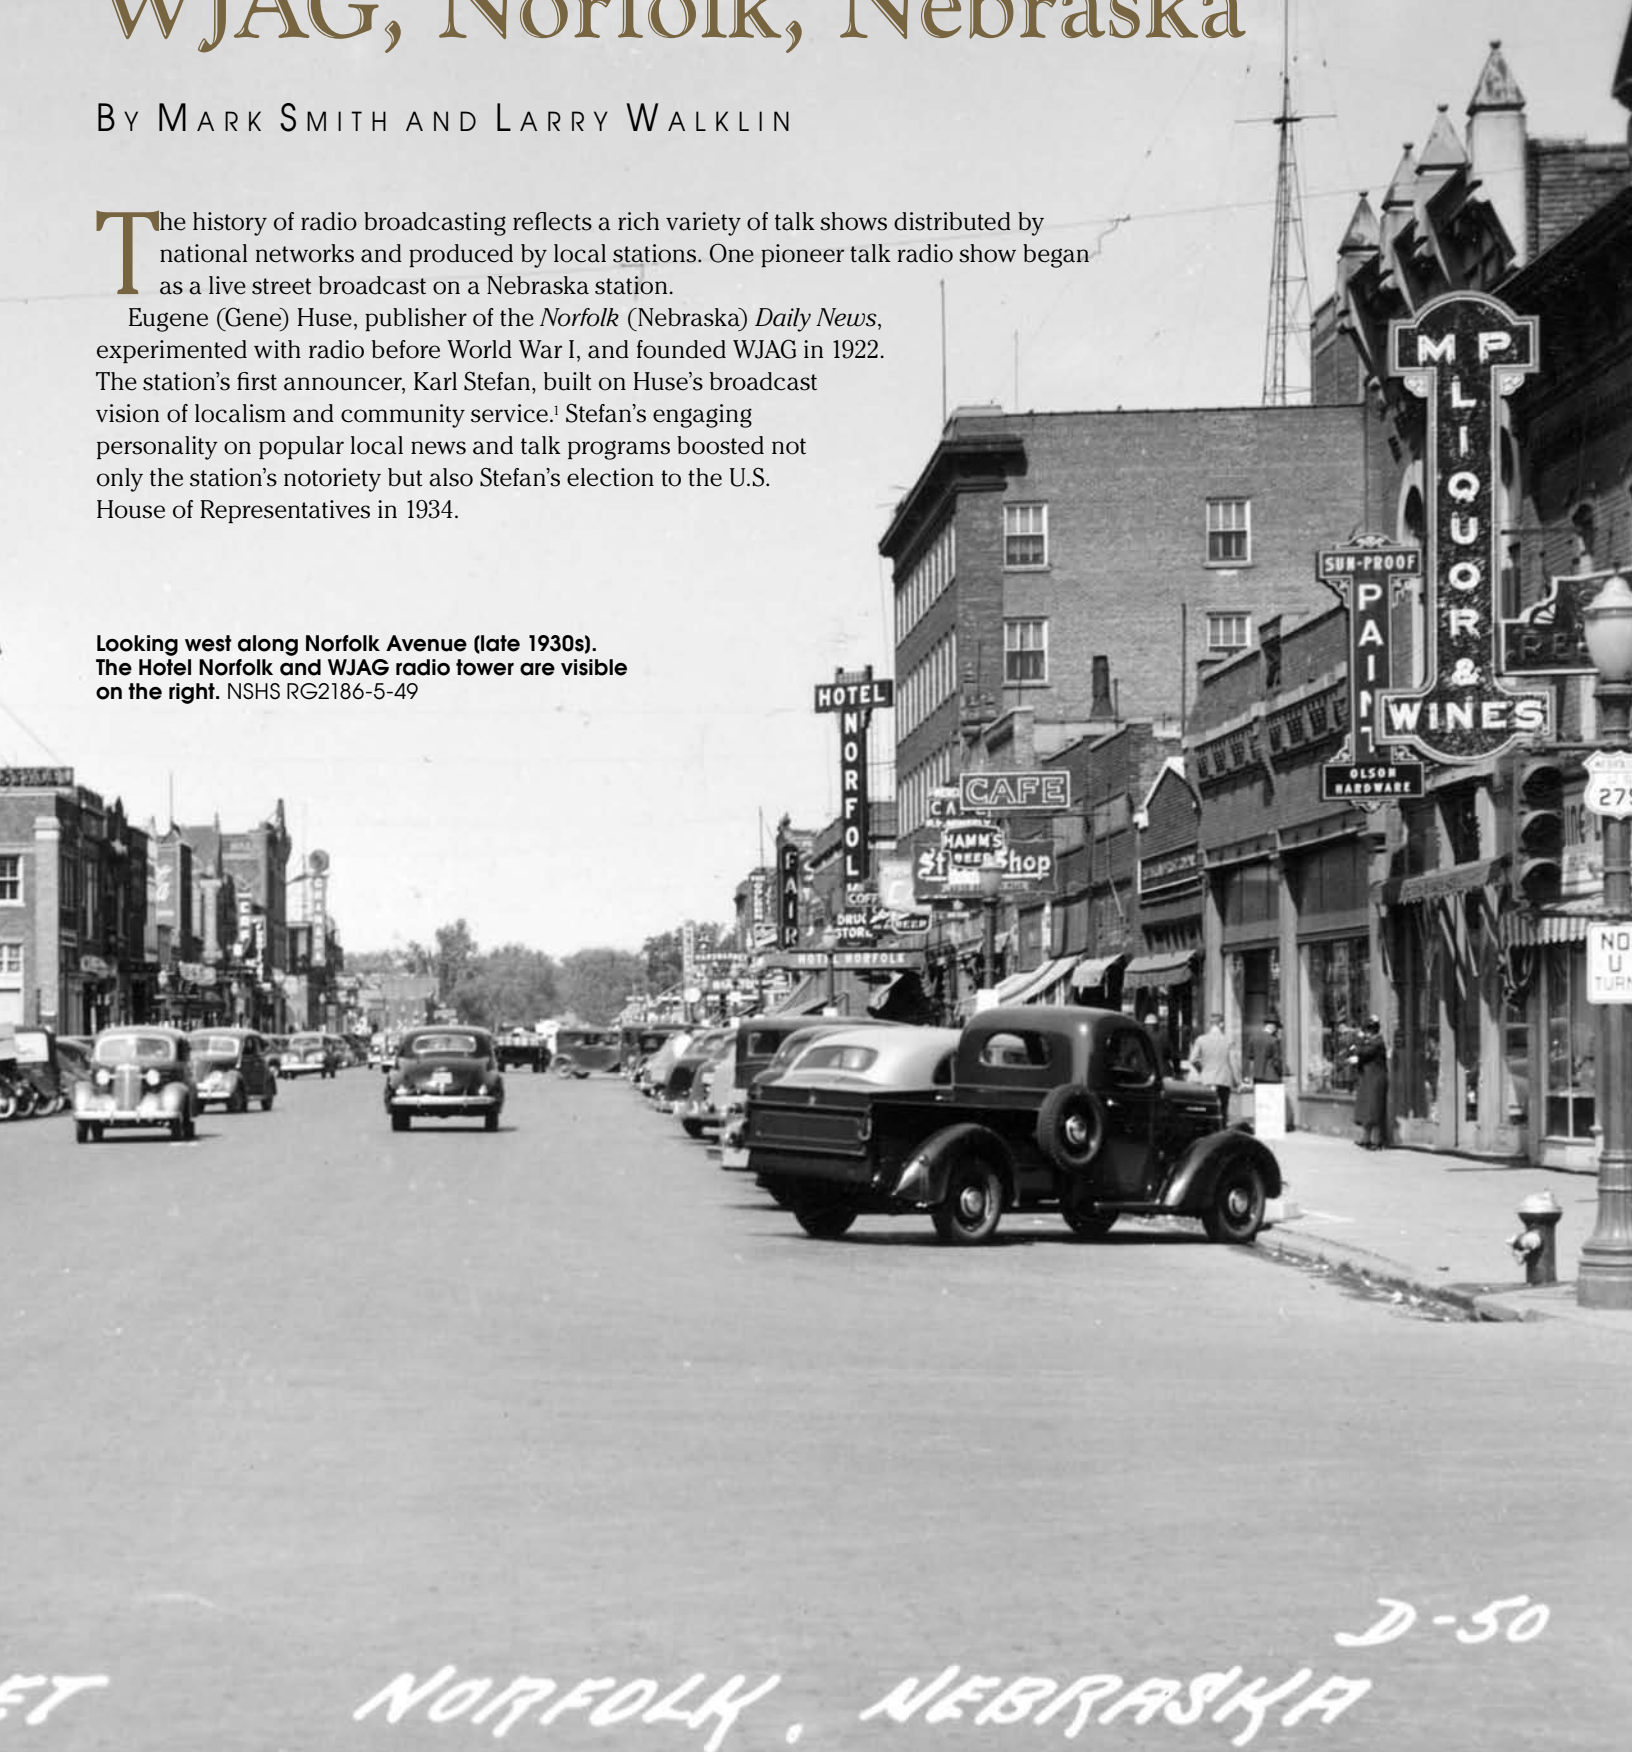 WJAG, Norfolk, Nebraska
BY MARK SMITH AND LARRY WALKLIN
The history of radio broadcasting reflects a rich variety of talk shows distributed by
national networks and produced by local stations. One pioneer talk radio show began
as a live street broadcast on a Nebraska station.
Eugene (Gene) Huse, publisher of the Norfolk (Nebraska) Daily News,
experimented with radio before World War I, and founded WJAG in 1922.
The station’s first announcer, Karl Stefan, built on Huse’s broadcast
vision of localism and community service.¹ Stefan’s engaging
personality on popular local news and talk programs boosted not
only the station’s notoriety but also Stefan’s election to the U.S.
House of Representatives in 1934.
Looking west along Norfolk Avenue (late 1930s).
The Hotel Norfolk and WJAG radio tower are visible
on the right. NSHS RG2186-5-49
M P
LIQUOR
&
WINES
SUN-PROOF
PAINT
OLSON
HARDWARE
HOTEL
NORFOLK
CAFE
HAMM'S
BEER
Shop
FAIR
DRUG
STORE
BEER
HOTEL NORFOLK
NO
U
TURN
D-50
ET NORFOLK, NEBRASKA